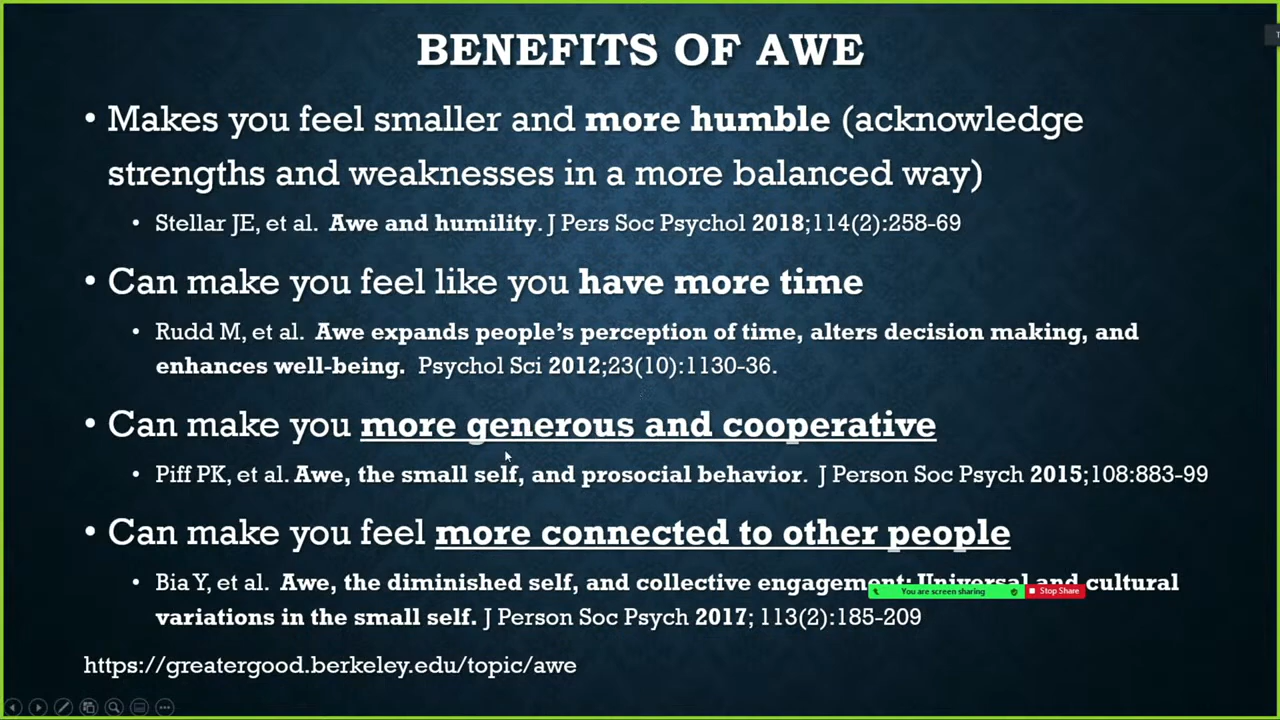 BENEFITS OF AWE
• Makes you feel smaller and more humble (acknowledge
strengths and weaknesses in a more balanced way)
• Stellar JE, et al. Awe and humility. J Pers Soc Psychol 2018;114(2):258-69
• Can make you feel like you have more time
• Rudd M, et al. Awe expands people's perception of time, alters decision making, and
enhances well-being. Psychol Sci 2012;23(10):1130-36.
• Can make you more generous and cooperative
• Piff PK, et al. Awe, the small self, and prosocial behavior. J Person Soc Psych 2015;108:883-99
• Can make you feel more connected to other people
• Bia Y, et al. Awe, the diminished self, and collective engagement: Universal and cultural
You are screen sharing Stop Share
variations in the small self. J Person Soc Psych 2017; 113(2):185-209
https://greatergood.berkeley.edu/topic/awe